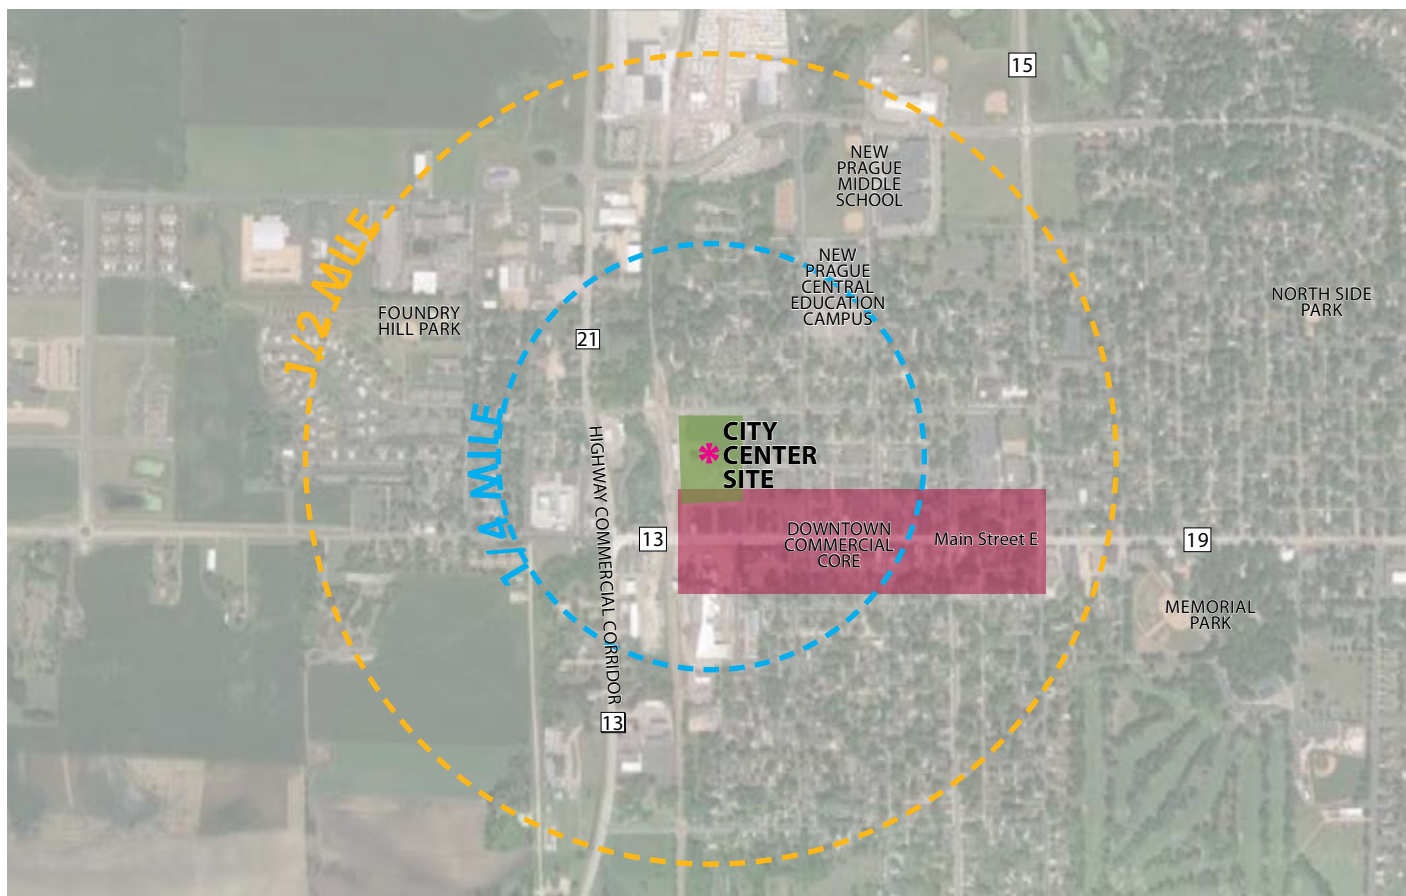 15
NEW
PRAGUE
MIDDLE
SCHOOL
1/2 MILE
NEW
PRAGUE
CENTRAL
EDUCATION
CAMPUS
NORTH SIDE
PARK
FOUNDRY
HILL PARK
21
1/4 MILE
CITY
CENTER
SITE
HIGHWAY COMMERCIAL CORRIDOR
13
DOWNTOWN
COMMERCIAL
CORE
Main Street E
19
MEMORIAL
PARK
13